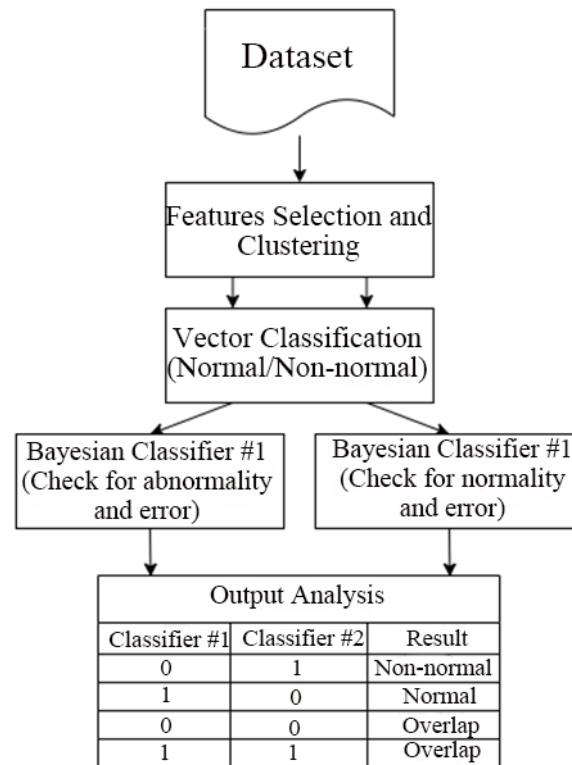 Dataset
Features Selection and
Clustering
Vector Classification
(Normal/Non-normal)
Bayesian Classifier #1
(Check for abnormality
and error)
Bayesian Classifier #1
(Check for normality
and error)
Output Analysis
Classifier #1 Classifier #2 Result
0 1 Non-normal
1 0 Normal
0 0 Overlap
1 1 Overlap